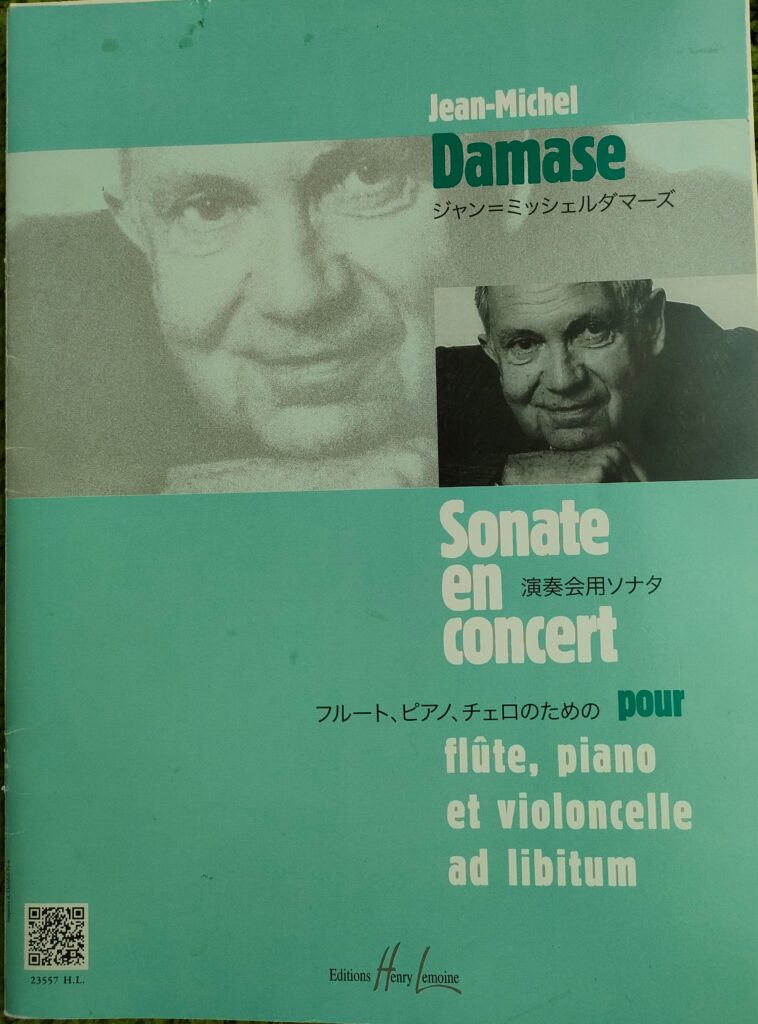 Jean-Michel
Damase
ジャン=ミッシェルダマーズ
Sonate
en
演奏会用ソナタ
concert
フルート、ピアノ、チェロのための
pour
flûte, piano
et violoncelle
ad libitum
23557 H.L.
Editions Henry Lemoine